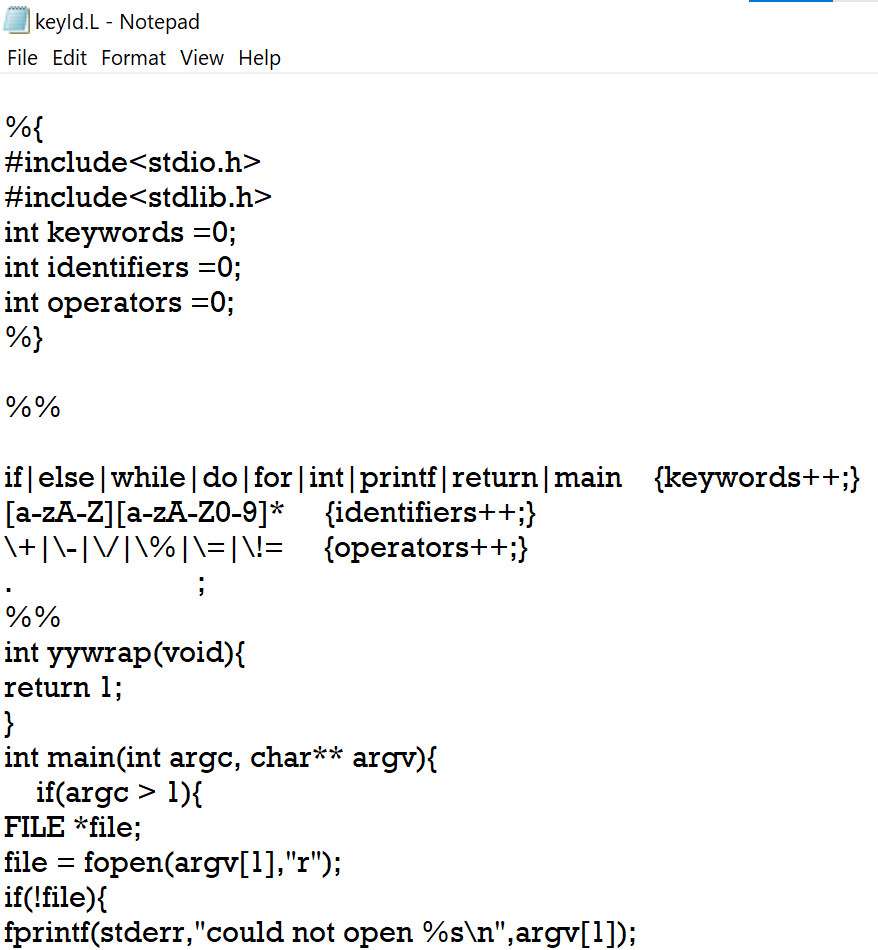 keyId.L - Notepad
File Edit Format View Help
%{
#include<stdio.h>
#include<stdlib.h>
int keywords =0;
int identifiers =0;
int operators =0;
%}
%%
if|else|while|do|for|int|printf|return|main {keywords++;}
[a-zA-Z][a-zA-Z0-9]* {identifiers++;}
\+|\-|\/|\%|\=|\!= {operators++;}
. ;
%%
int yywrap(void){
return 1;
}
int main(int argc, char** argv){
if(argc > 1){
FILE *file;
file = fopen(argv[1],"r");
if(!file){
fprintf(stderr,"could not open %s\n",argv[1]);